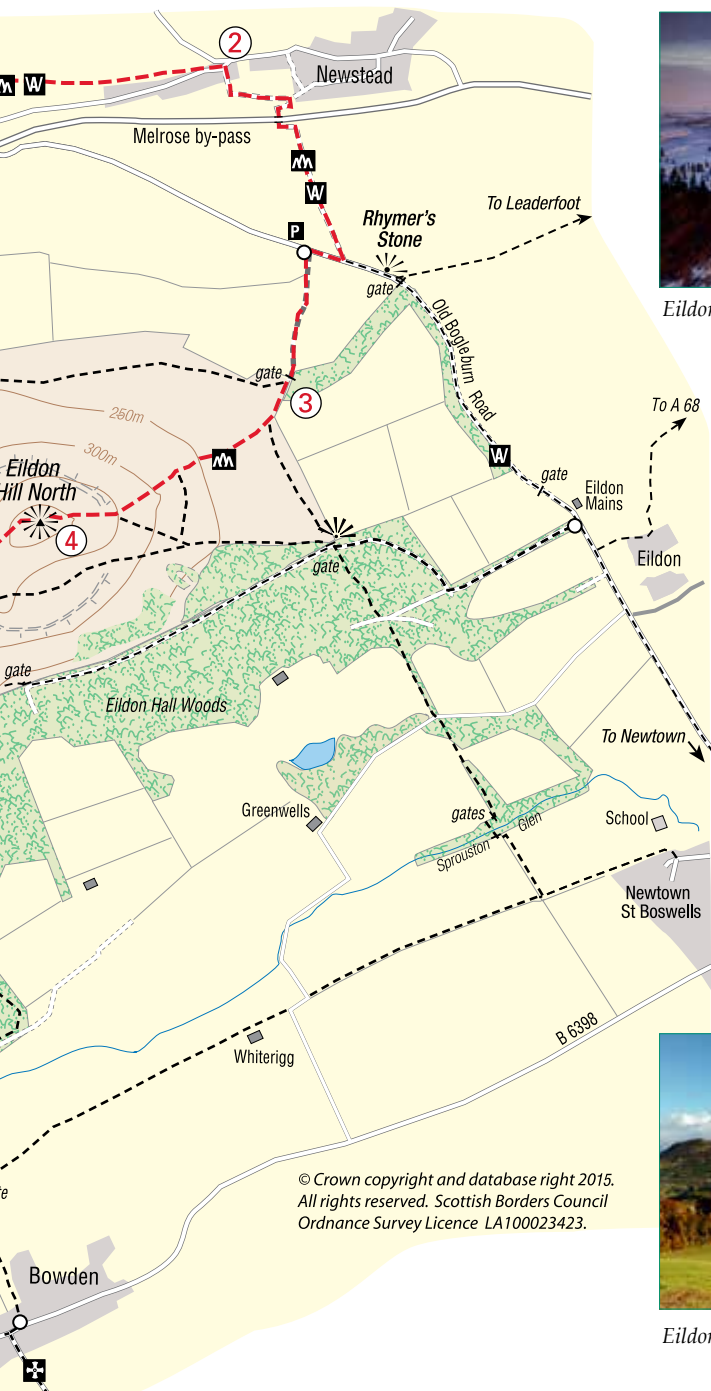 2
Newstead
W
Melrose by-pass
W
P
Rhymer's
Stone
To Leaderfoot
gate
Eildon
Old Bogleburn Road
gate
3
250m
To A 68
300m
W
Eildon
Hill North
gate
Eildon
Mains
4
gate
Eildon
gate
Eildon Hall Woods
To Newtown
Greenwells
gates
School
Sprouston Glen
Newtown
St Boswells
B 6398
Whiterigg
© Crown copyright and database right 2015.
All rights reserved. Scottish Borders Council
Ordnance Survey Licence LA100023423.
Bowden
Eildon